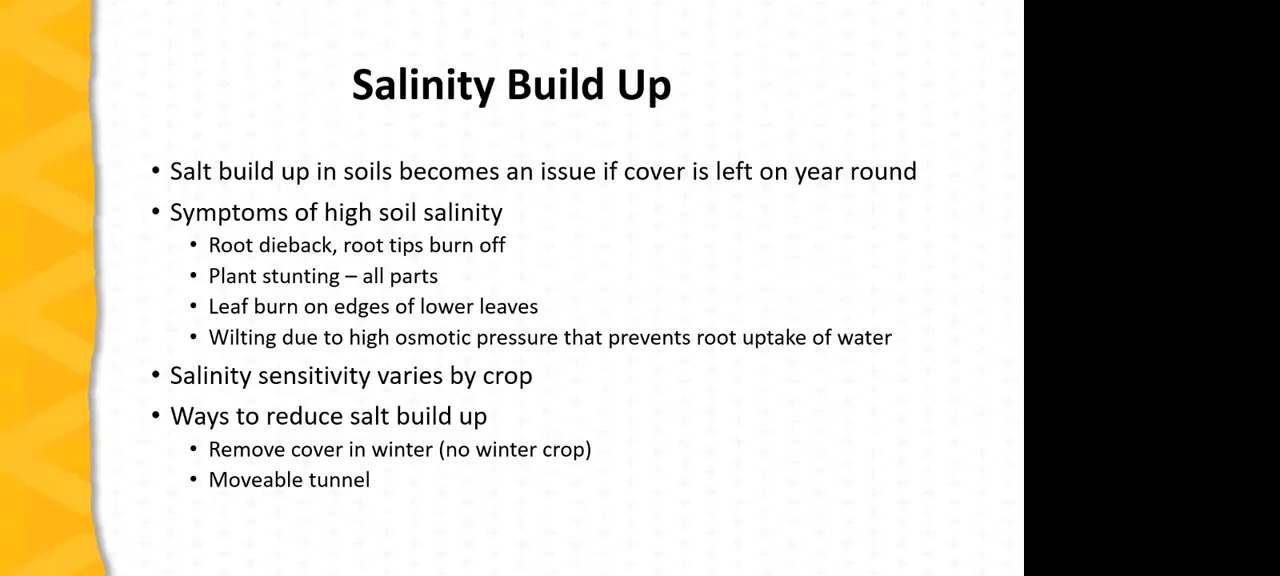 Salinity Build Up
• Salt build up in soils becomes an issue if cover is left on year round
• Symptoms of high soil salinity
• Root dieback, root tips burn off
• Plant stunting – all parts
• Leaf burn on edges of lower leaves
• Wilting due to high osmotic pressure that prevents root uptake of water
• Salinity sensitivity varies by crop
• Ways to reduce salt build up
• Remove cover in winter (no winter crop)
• Moveable tunnel